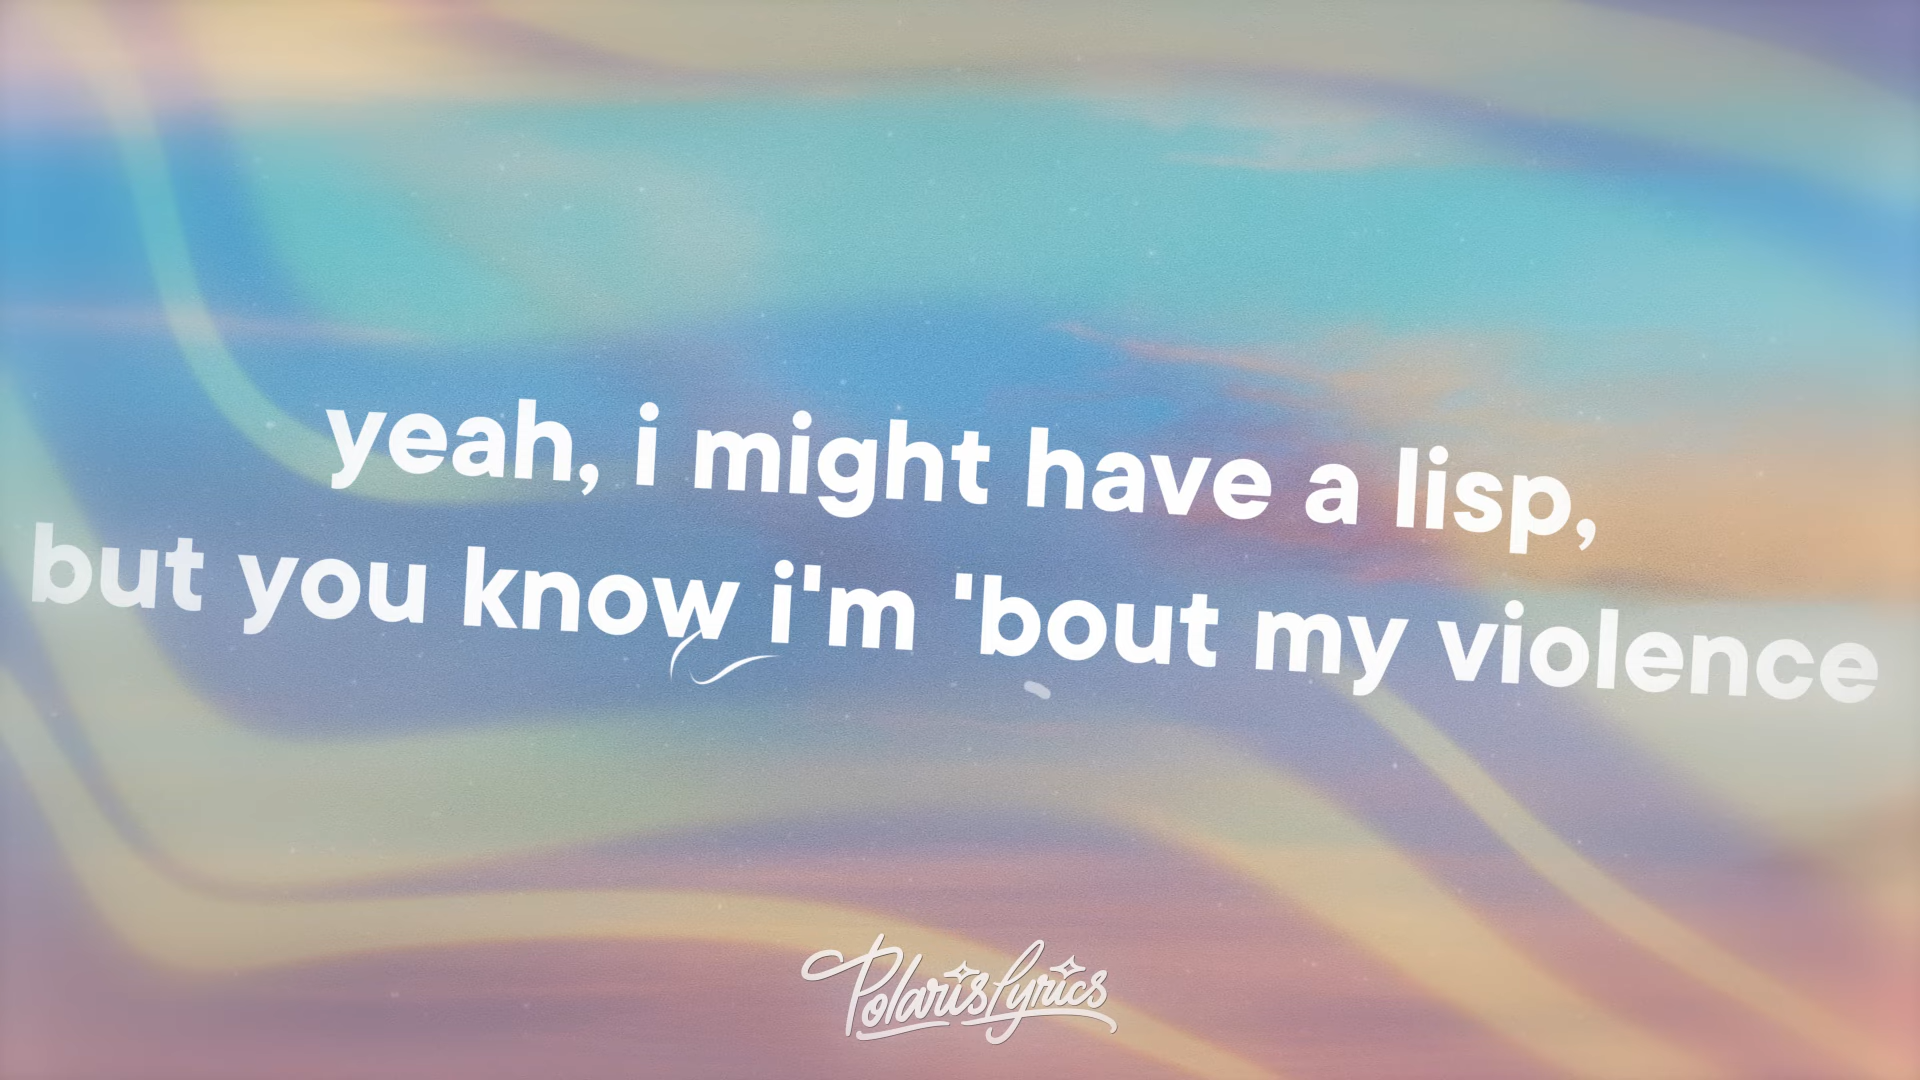 yeah, i might have a lisp,
but you know i'm 'bout my violence
PolarisLyrics